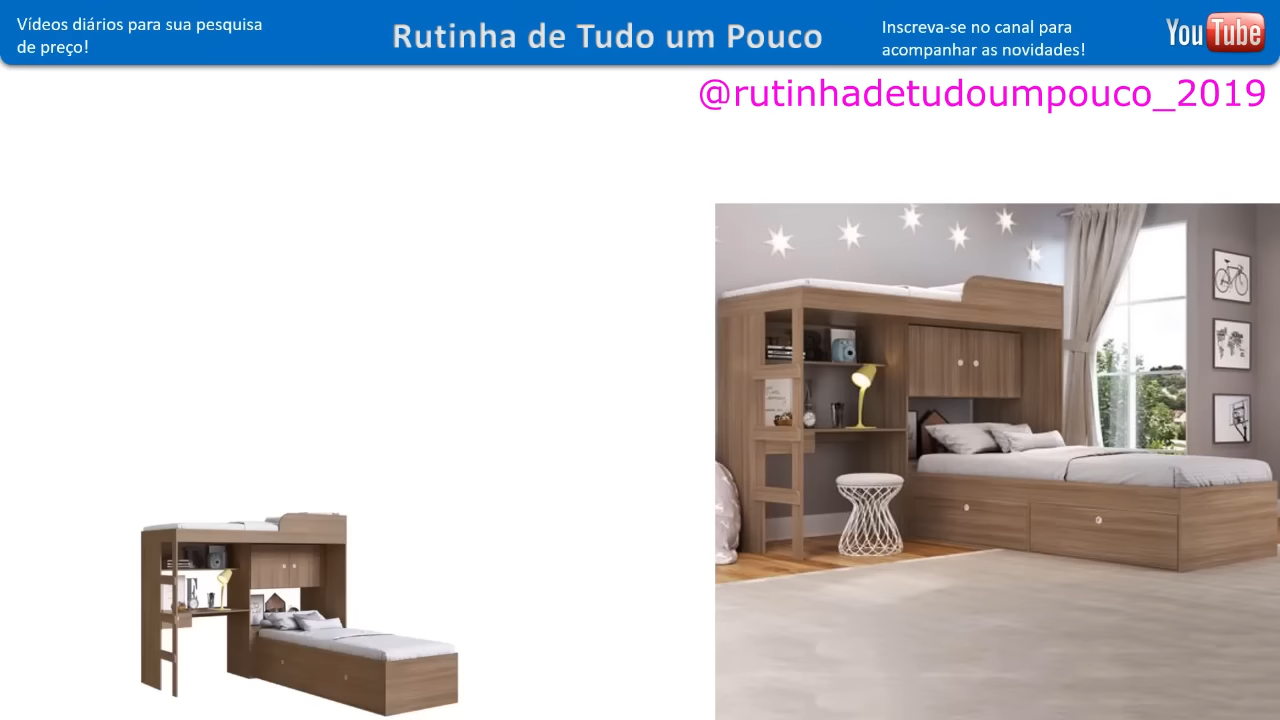 Vídeos diários para sua pesquisa
de preço!
Rutinha de Tudo um Pouco
Inscreva-se no canal para
acompanhar as novidades!
YouTube
@rutinhadetudoumpouco_2019